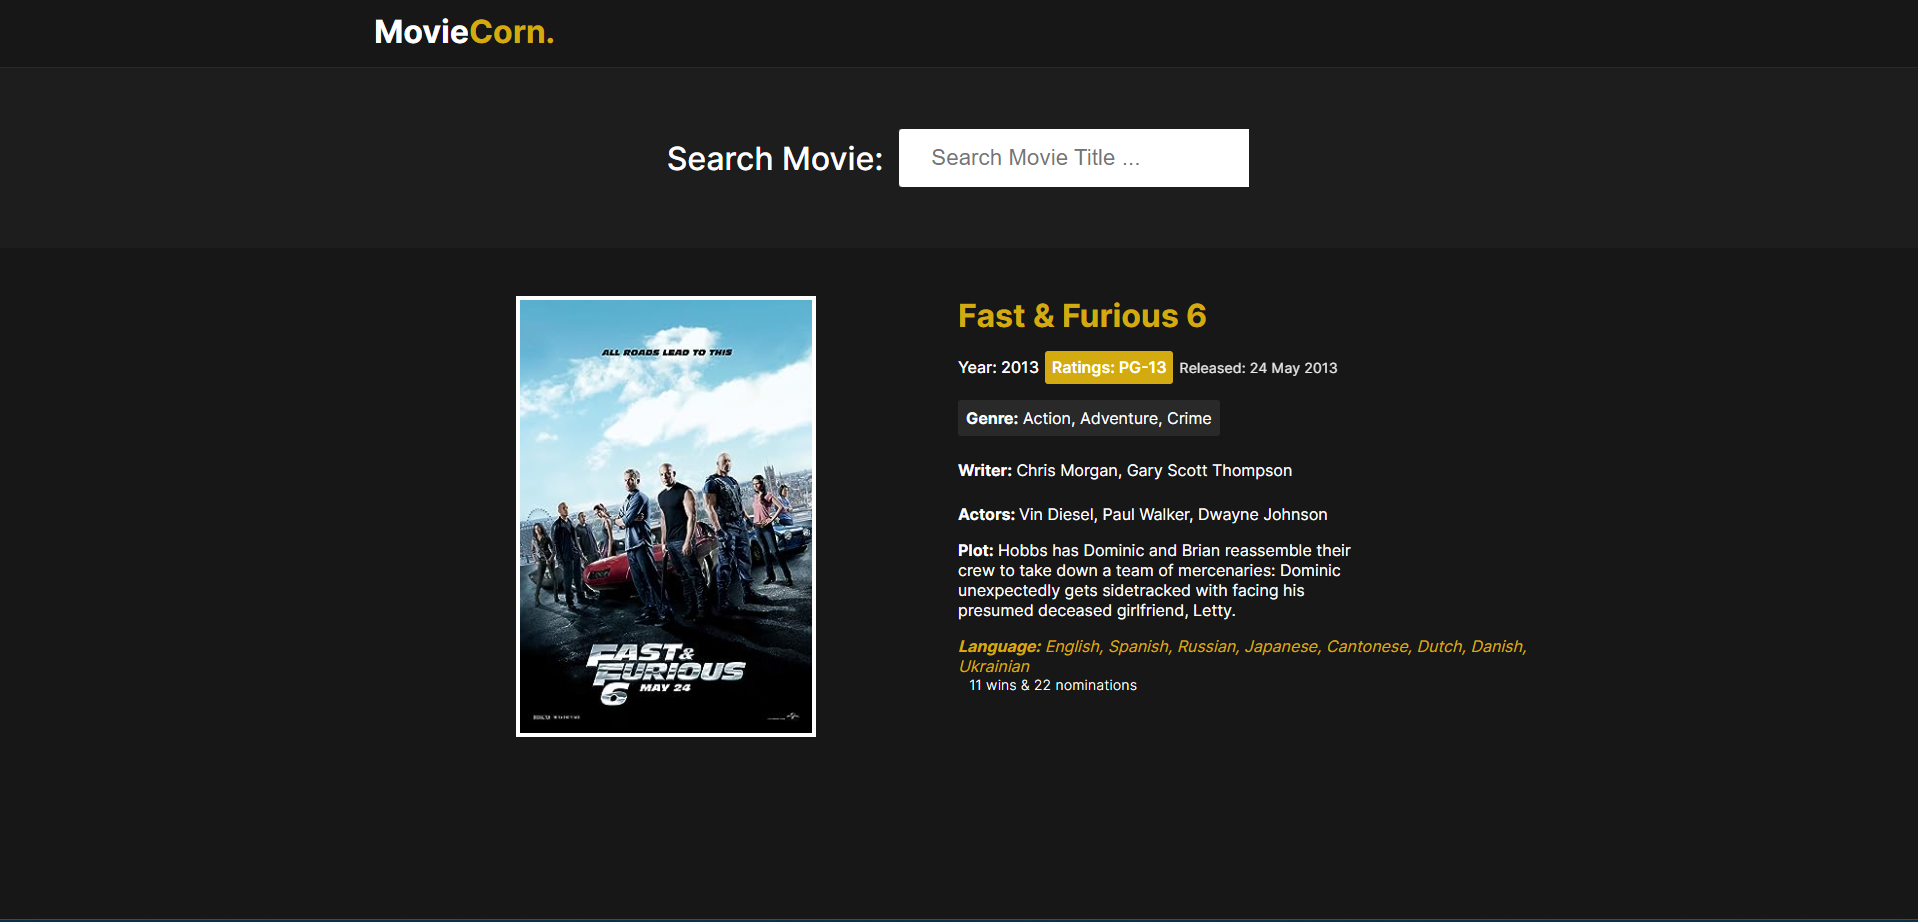 MovieCorn.
Search Movie:
Search Movie Title ...
ALL ROADS LEAD TO THIS
FAST &
FURIOUS
6 MAY 24
Fast & Furious 6
Year: 2013 Ratings: PG-13 Released: 24 May 2013
Genre: Action, Adventure, Crime
Writer: Chris Morgan, Gary Scott Thompson
Actors: Vin Diesel, Paul Walker, Dwayne Johnson
Plot: Hobbs has Dominic and Brian reassemble their
crew to take down a team of mercenaries: Dominic
unexpectedly gets sidetracked with facing his
presumed deceased girlfriend, Letty.
Language: English, Spanish, Russian, Japanese, Cantonese, Dutch, Danish,
Ukrainian
11 wins & 22 nominations